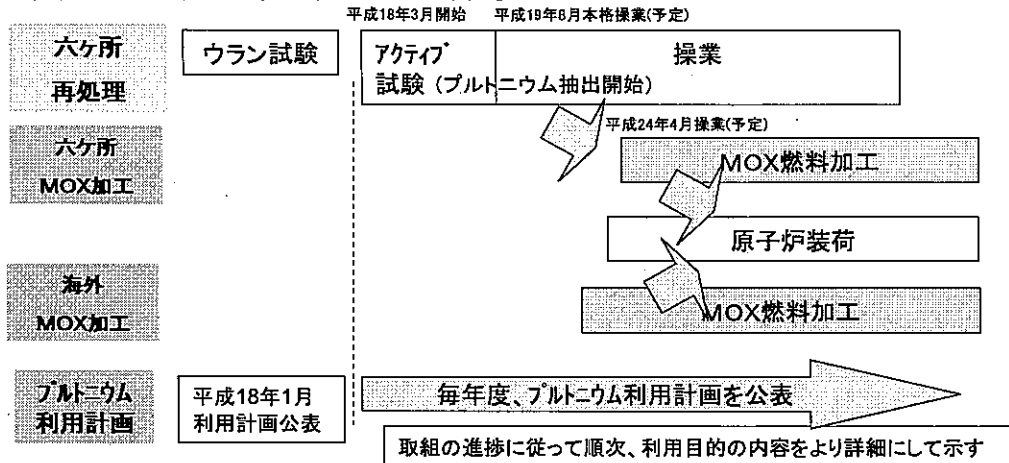 平成18年3月開始 平成19年8月本格操業(予定)
六ケ所
再処理
ウラン試験
アクティブ
試験（プルトニウム抽出開始）
操業
平成24年4月操業(予定)
六ケ所
MOX加工
MOX燃料加工
原子炉装荷
海外
MOX加工
MOX燃料加工
プルトニウム
利用計画
平成18年1月
利用計画公表
毎年度、プルトニウム利用計画を公表
取組の進捗に従って順次、利用目的の内容をより詳細にして示す